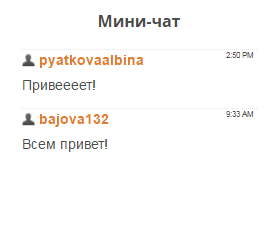 Мини-чат
pyatkovaalbina 2:50 PM
Привеееет!
bajova132 9:33 AM
Всем привет!